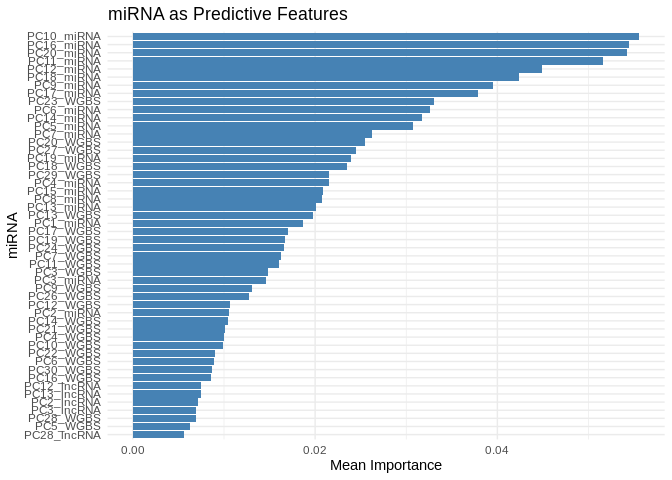 miRNA as Predictive Features
miRNA
PC10_miRNA
PC16_miRNA
PC20_miRNA
PC11_miRNA
PC12_miRNA
PC18_miRNA
PC9_miRNA
PC17_miRNA
PC23_WGBS
PC6_miRNA
PC14_miRNA
PC5_miRNA
PC7_miRNA
PC20_WGBS
PC27_WGBS
PC19_miRNA
PC18_WGBS
PC29_WGBS
PC4_miRNA
PC15_miRNA
PC8_miRNA
PC13_miRNA
PC13_WGBS
PC1_miRNA
PC17_WGBS
PC19_WGBS
PC24_WGBS
PC7_WGBS
PC11_WGBS
PC3_WGBS
PC3_miRNA
PC9_WGBS
PC26_WGBS
PC12_WGBS
PC2_miRNA
PC14_WGBS
PC21_WGBS
PC4_WGBS
PC10_WGBS
PC22_WGBS
PC6_WGBS
PC30_WGBS
PC16_WGBS
PC12_lncRNA
PC13_lncRNA
PC2_lncRNA
PC3_lncRNA
PC28_WGBS
PC5_WGBS
PC28_lncRNA
0.00 0.02 0.04
Mean Importance